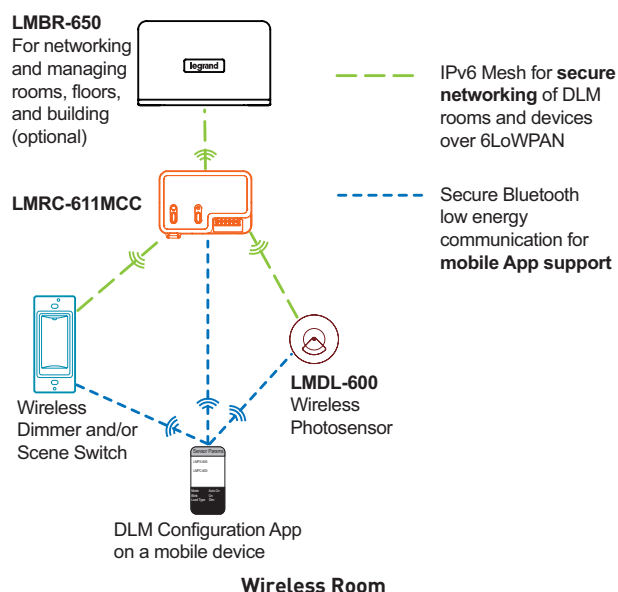 LMBR-650
For networking
and managing
rooms, floors,
and building
(optional)
legrand
IPv6 Mesh for secure
networking of DLM
rooms and devices
over 6LoWPAN
LMRC-611MCC
Secure Bluetooth
low energy
communication for
mobile App support
Wireless
Dimmer and/or
Scene Switch
LMDL-600
Wireless
Photosensor
DLM Configuration App
on a mobile device
Wireless Room